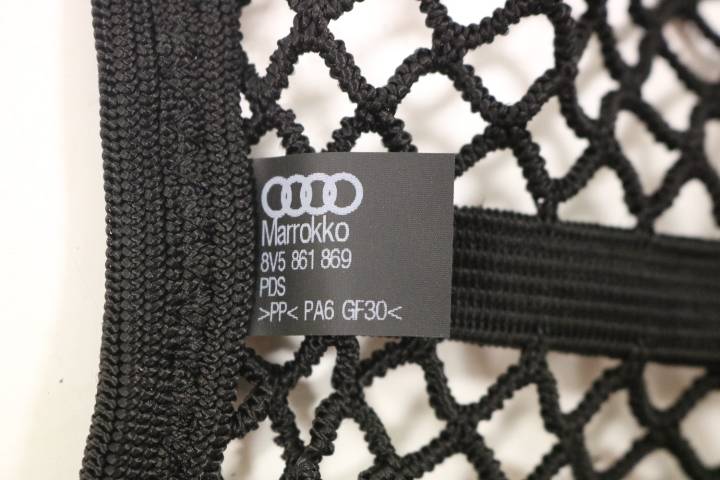 Marrokko
8V5 861 869
PDS
>PP< PA6 GF30<